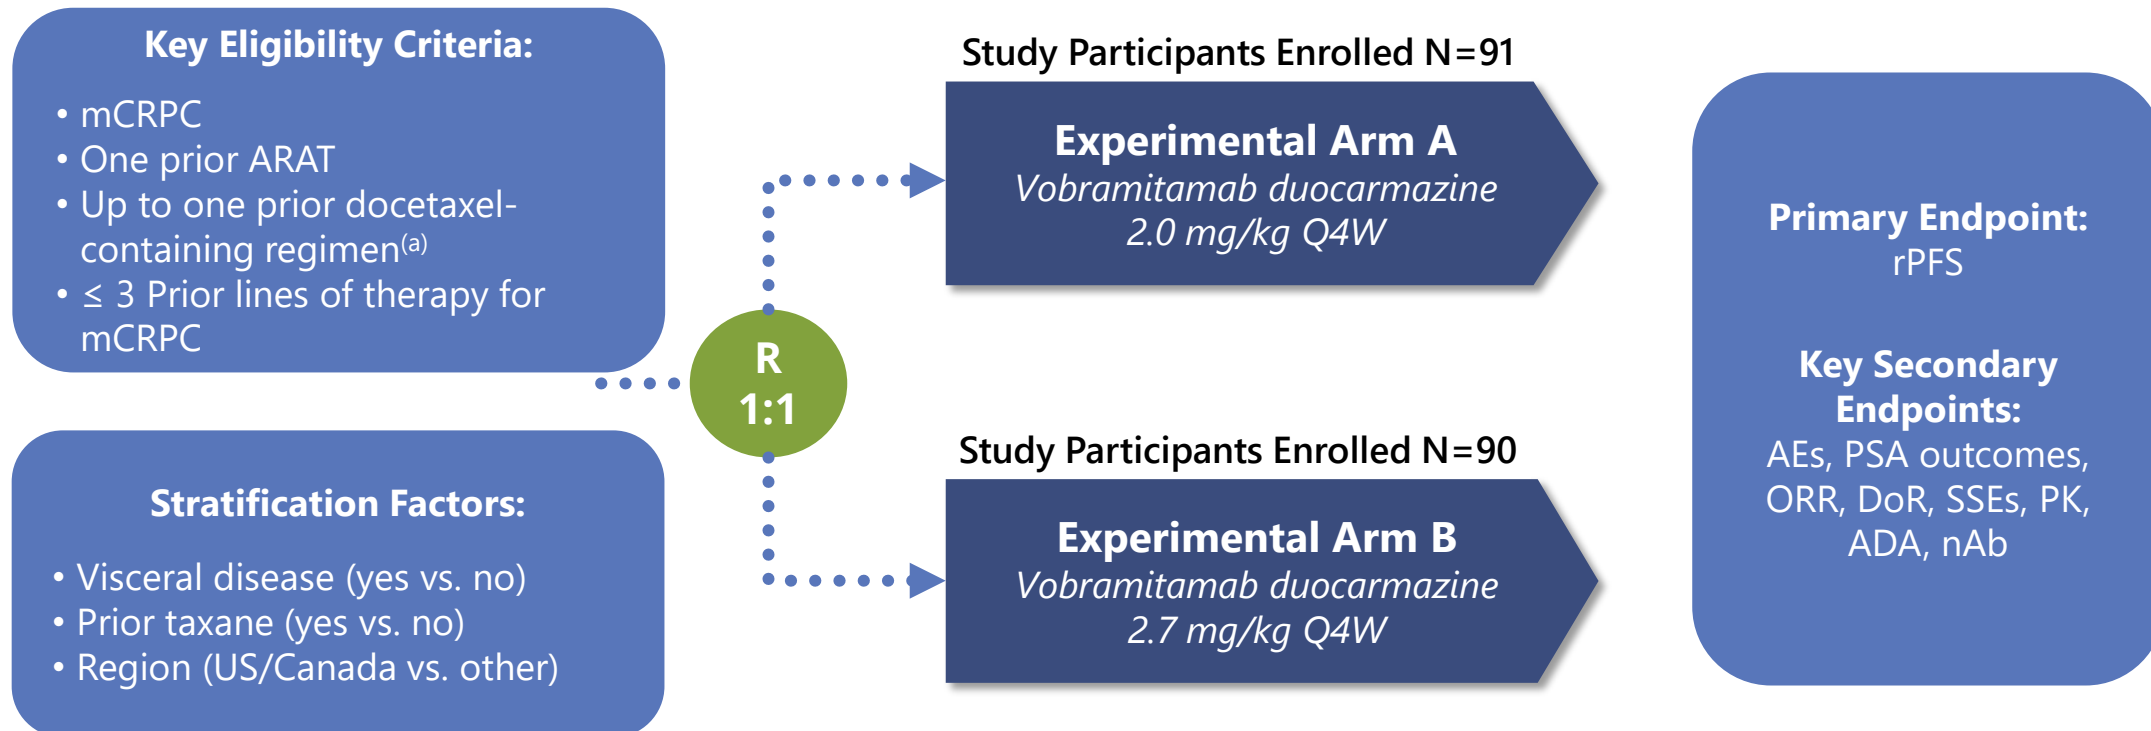 Key Eligibility Criteria:
• mCRPC
• One prior ARAT
• Up to one prior docetaxel-
containing regimen(a)
• ≤ 3 Prior lines of therapy for
mCRPC
Stratification Factors:
• Visceral disease (yes vs. no)
• Prior taxane (yes vs. no)
• Region (US/Canada vs. other)
R
1:1
Study Participants Enrolled N=91
Experimental Arm A
Vobramitamab duocarmazine
2.0 mg/kg Q4W
Study Participants Enrolled N=90
Experimental Arm B
Vobramitamab duocarmazine
2.7 mg/kg Q4W
Primary Endpoint:
rPFS
Key Secondary
Endpoints:
AEs, PSA outcomes,
ORR, DoR, SSEs, PK,
ADA, nAb